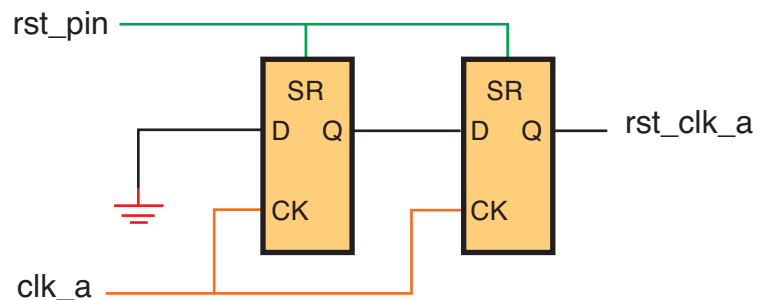 rst_pin
SR
SR
D Q
D Q
rst_clk_a
CK
CK
clk_a